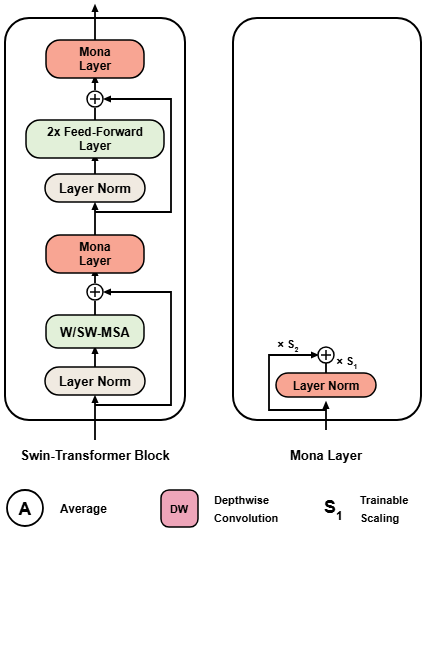 Mona
Layer
2x Feed-Forward
Layer
Layer Norm
Mona
Layer
W/SW-MSA
Layer Norm
Swin-Transformer Block
× S2
× S1
Layer Norm
Mona Layer
A
Average
DW
Depthwise
Convolution
S1
Trainable
Scaling